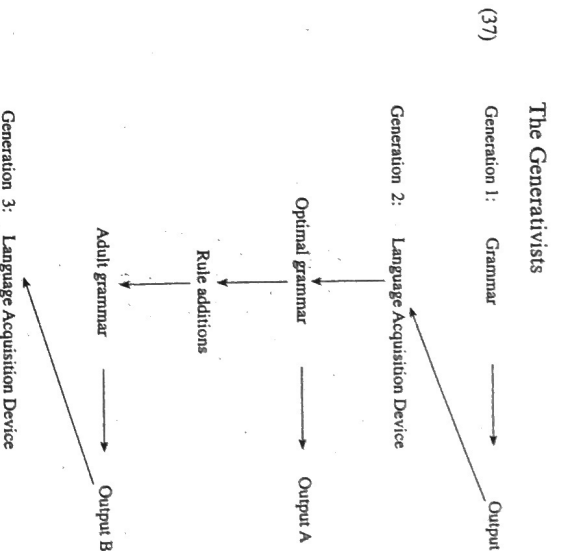 The Generativists
(37)
Generation 1: Grammar Output
Generation 2: Language Acquisition Device
Optimal grammar Output A
Rule additions
Adult grammar Output B
Generation 3: Language Acquisition Device